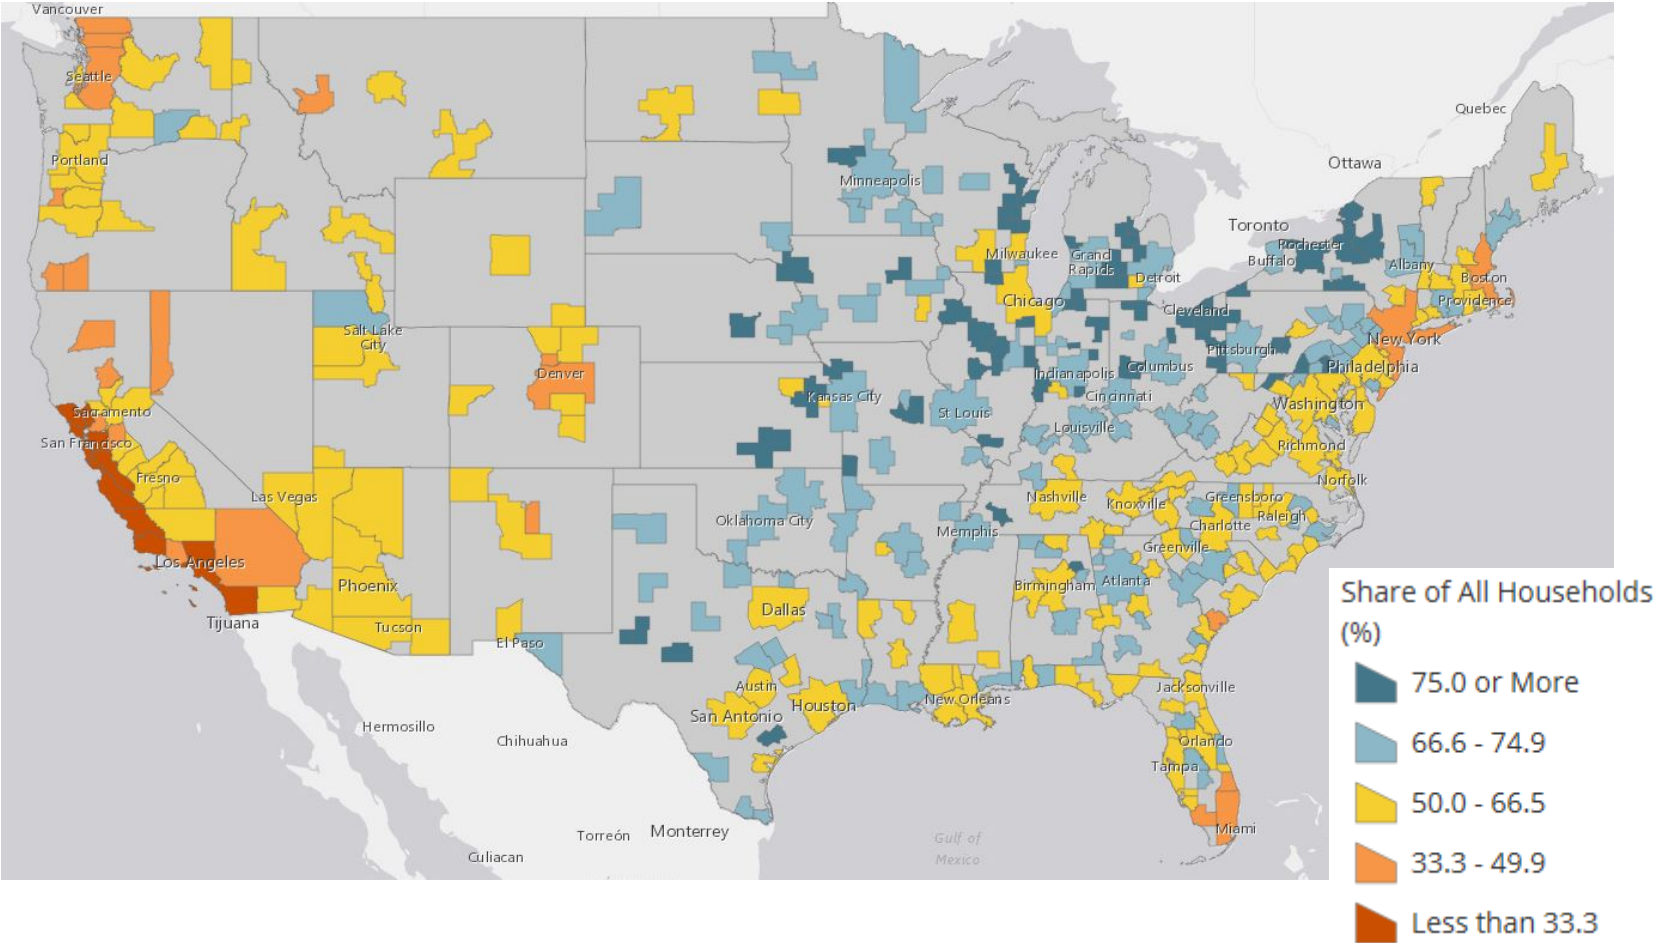 Vancouver
Quebec
Seattle
Ottawa
Portland
Minneapolis
Toronto
Rochester
Milwaukee
Grand
Rapids
Buffalo
Albany
Detroit
Boston
Chicago
Cleveland
Providence
Salt Lake
City
New York
Pittsburgh
Denver
Indianapolis
Columbus
Philadelphia
Kansas City
Cincinnati
Sacramento
St Louis
Washington
San Francisco
Louisville
Richmond
Fresno
Norfolk
Las Vegas
Nashville
Knoxville
Greensboro
Raleigh
Oklahoma City
Memphis
Charlotte
Greenville
Los Angeles
Phoenix
Birmingham
Atlanta
Dallas
Tijuana
Tucson
El Paso
Austin
Jacksonville
Houston
New Orleans
San Antonio
Hermosillo
Chihuahua
Orlando
Tampa
Torreón
Monterrey
Miami
Gulf of
Mexico
Culiacan
Share of All Households
(%)
75.0 or More
66.6 - 74.9
50.0 - 66.5
33.3 - 49.9
Less than 33.3